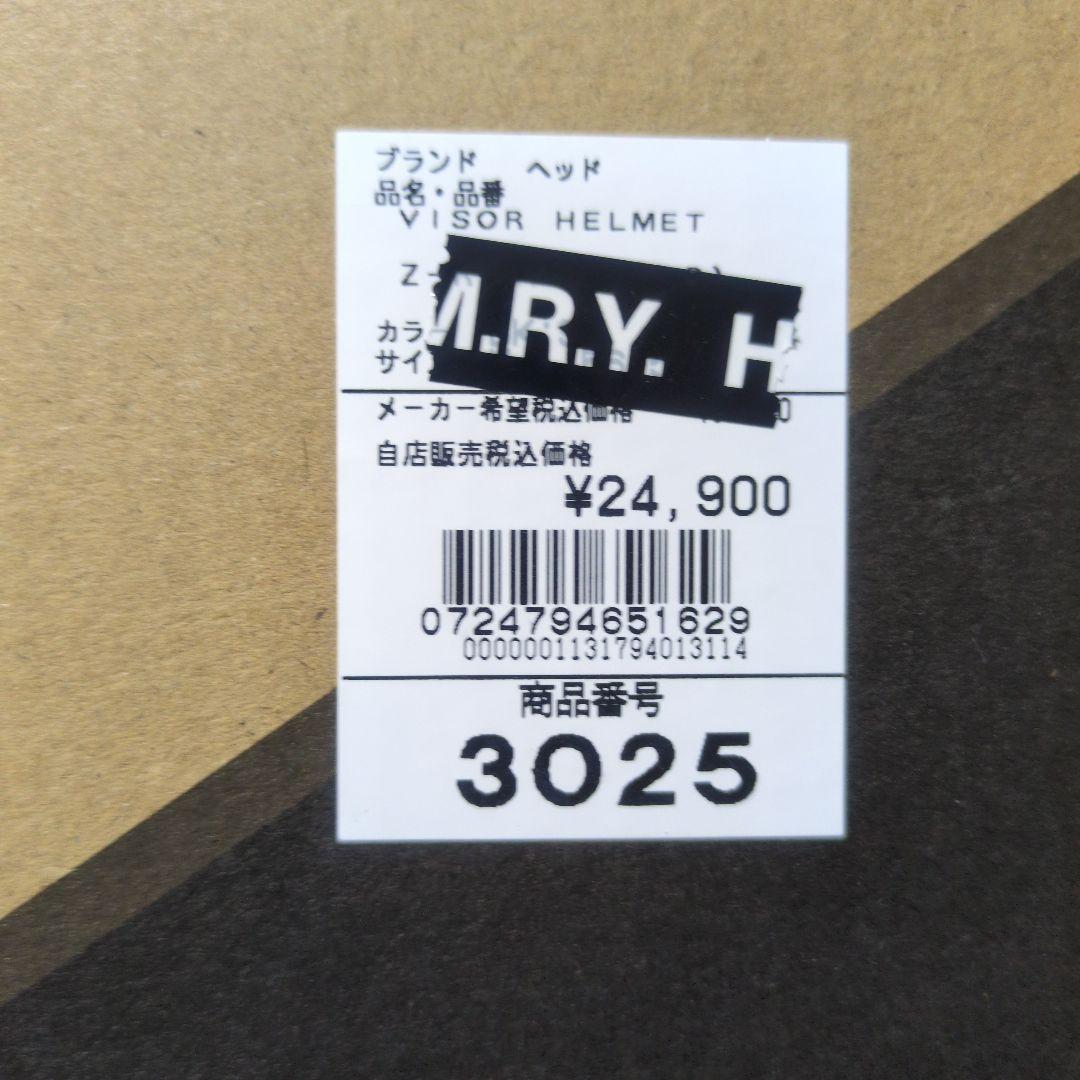 ブランド ヘッド
品名・品番
VISOR HELMET
M.R.Y. H
カラ
サイ
メーカー希望税込価格
自店販売税込価格
¥24,900
0724794651629
0000001131794013114
商品番号
3025